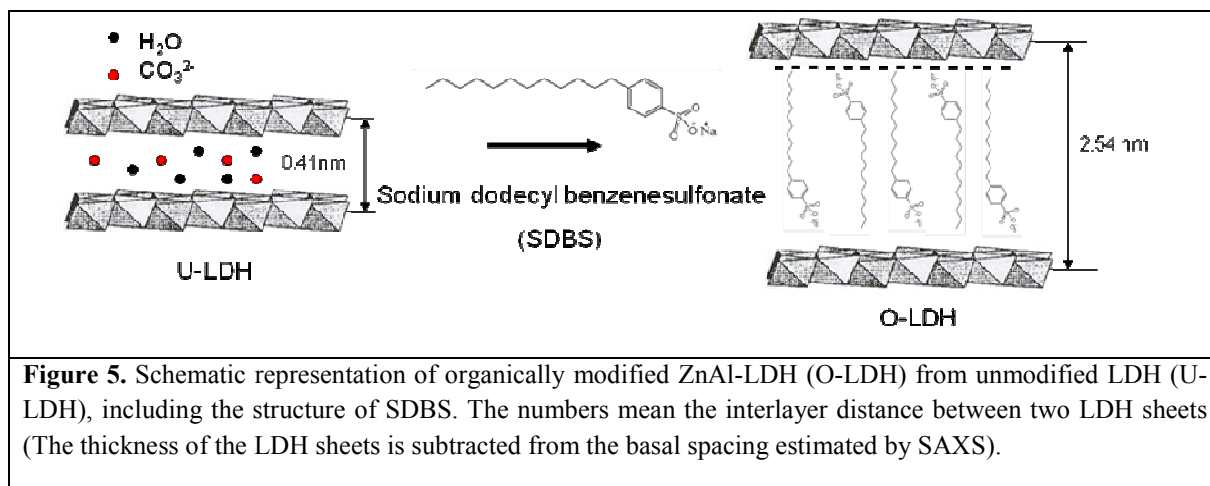 H₂O
CO₃²⁻
0.41nm
U-LDH
Sodium dodecyl benzenesulfonate
(SDBS)
2.54 nm
O-LDH
Figure 5. Schematic representation of organically modified ZnAl-LDH (O-LDH) from unmodified LDH (U-
LDH), including the structure of SDBS. The numbers mean the interlayer distance between two LDH sheets
(The thickness of the LDH sheets is subtracted from the basal spacing estimated by SAXS).